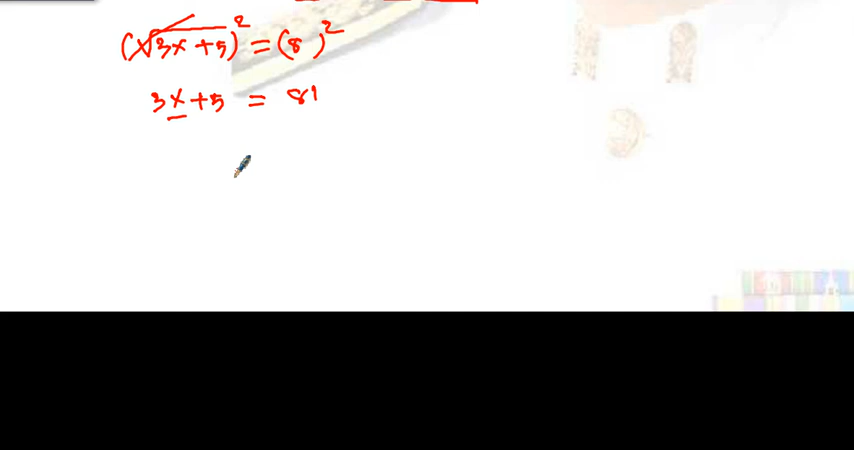 (√3x+5)² = (8)²
3x+5 = 81